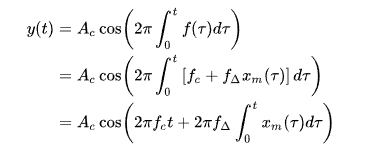 y(t) = A_c cos(2π ∫_0^t f(τ)dτ)
= A_c cos(2π ∫_0^t [f_c + f_Δ x_m(τ)] dτ)
= A_c cos(2πf_c t + 2πf_Δ ∫_0^t x_m(τ)dτ)